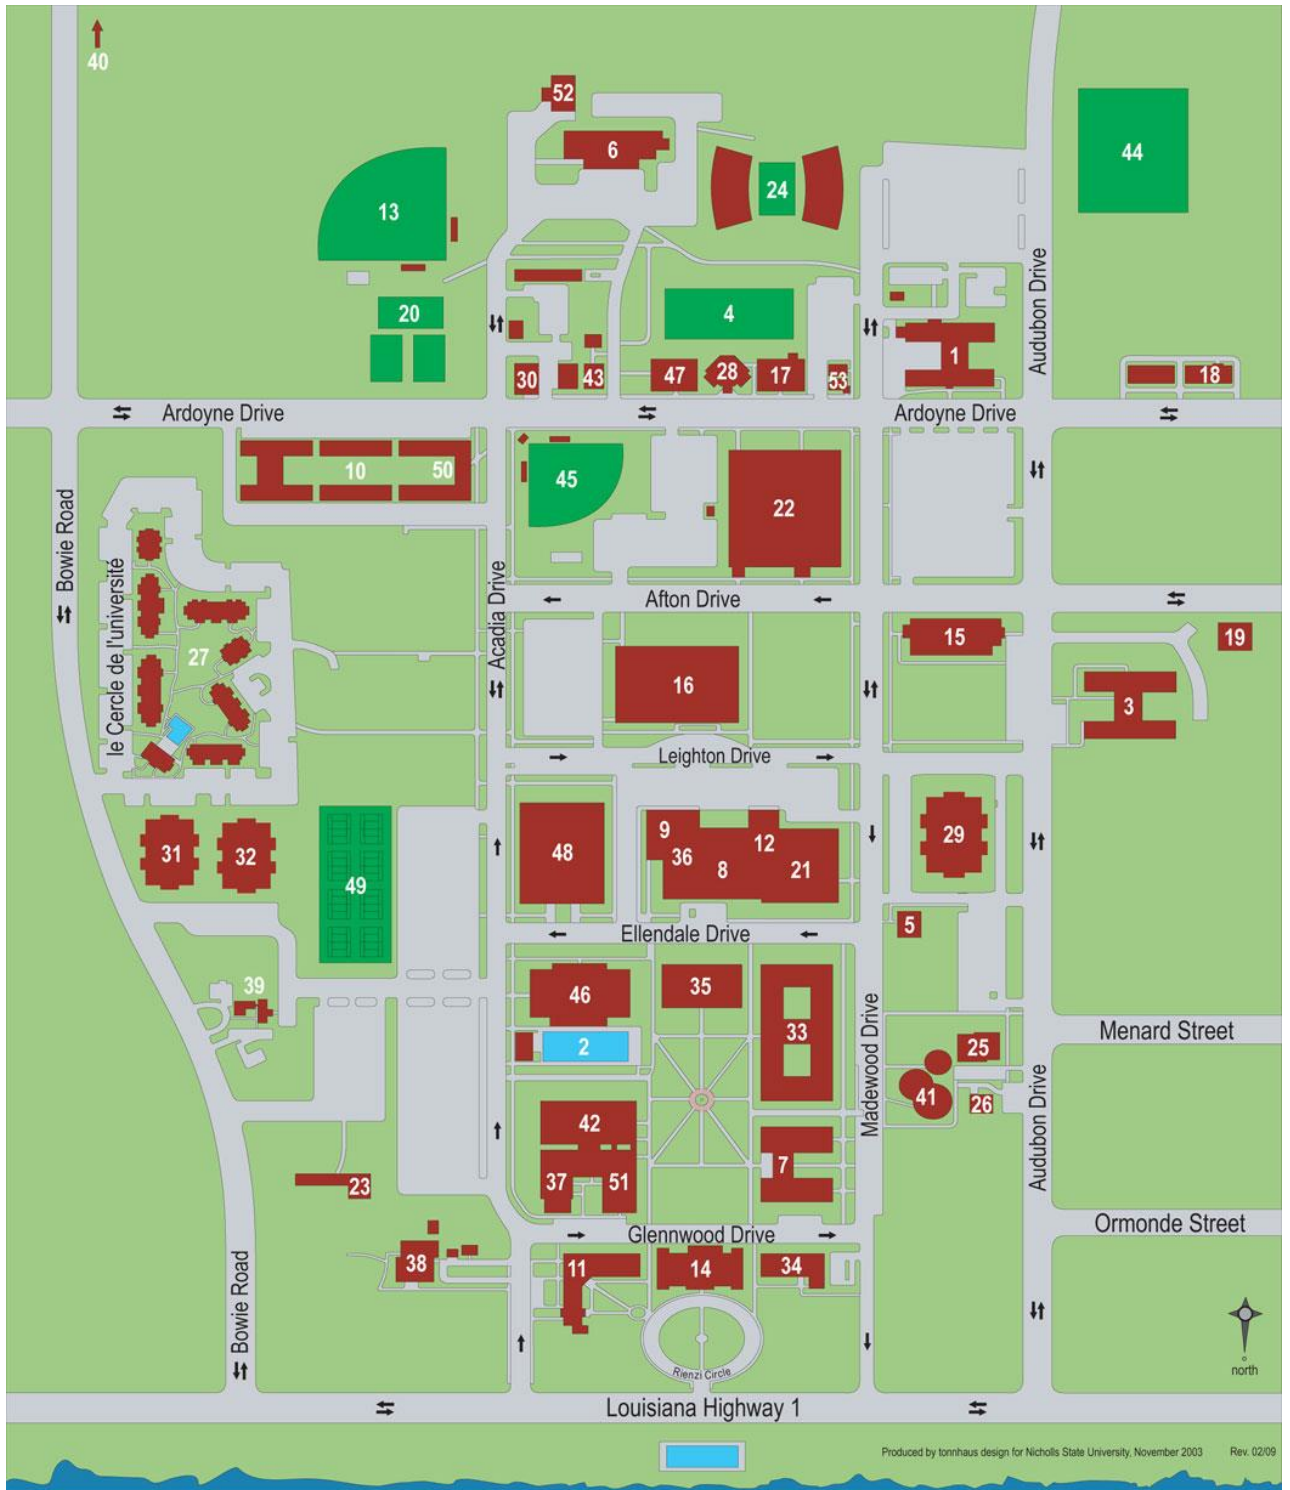 40
52
6
44
24
13
Audubon Drive
20
4
1
30
43
47
28
17
53
18
Ardoyne Drive
Ardoyne Drive
10
50
45
22
Bowie Road
le Cercle de l'université
Acadia Drive
Afton Drive
15
19
27
16
3
Leighton Drive
31
32
49
48
9
36
8
12
21
29
5
Ellendale Drive
39
46
35
33
2
Madewood Drive
Menard Street
25
41
26
Audubon Drive
42
37
51
7
23
Ormonde Street
Glennwood Drive
38
11
14
34
Bowie Road
Rienzi Circle
north
Louisiana Highway 1
Produced by tonnhaus design for Nicholls State University, November 2003 Rev. 02/09